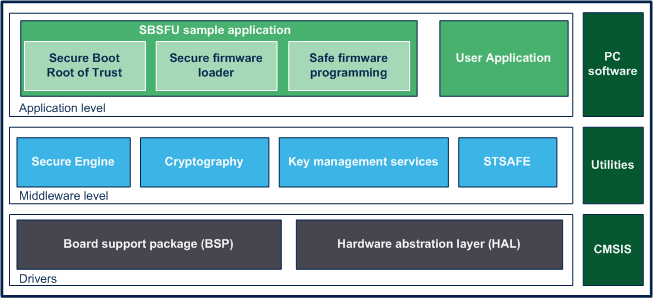 SBSFU sample application
Secure Boot
Root of Trust
Secure firmware
loader
Safe firmware
programming
User Application
Application level
PC
software
Secure Engine
Cryptography
Key management services
STSAFE
Middleware level
Utilities
Board support package (BSP)
Hardware abstration layer (HAL)
Drivers
CMSIS